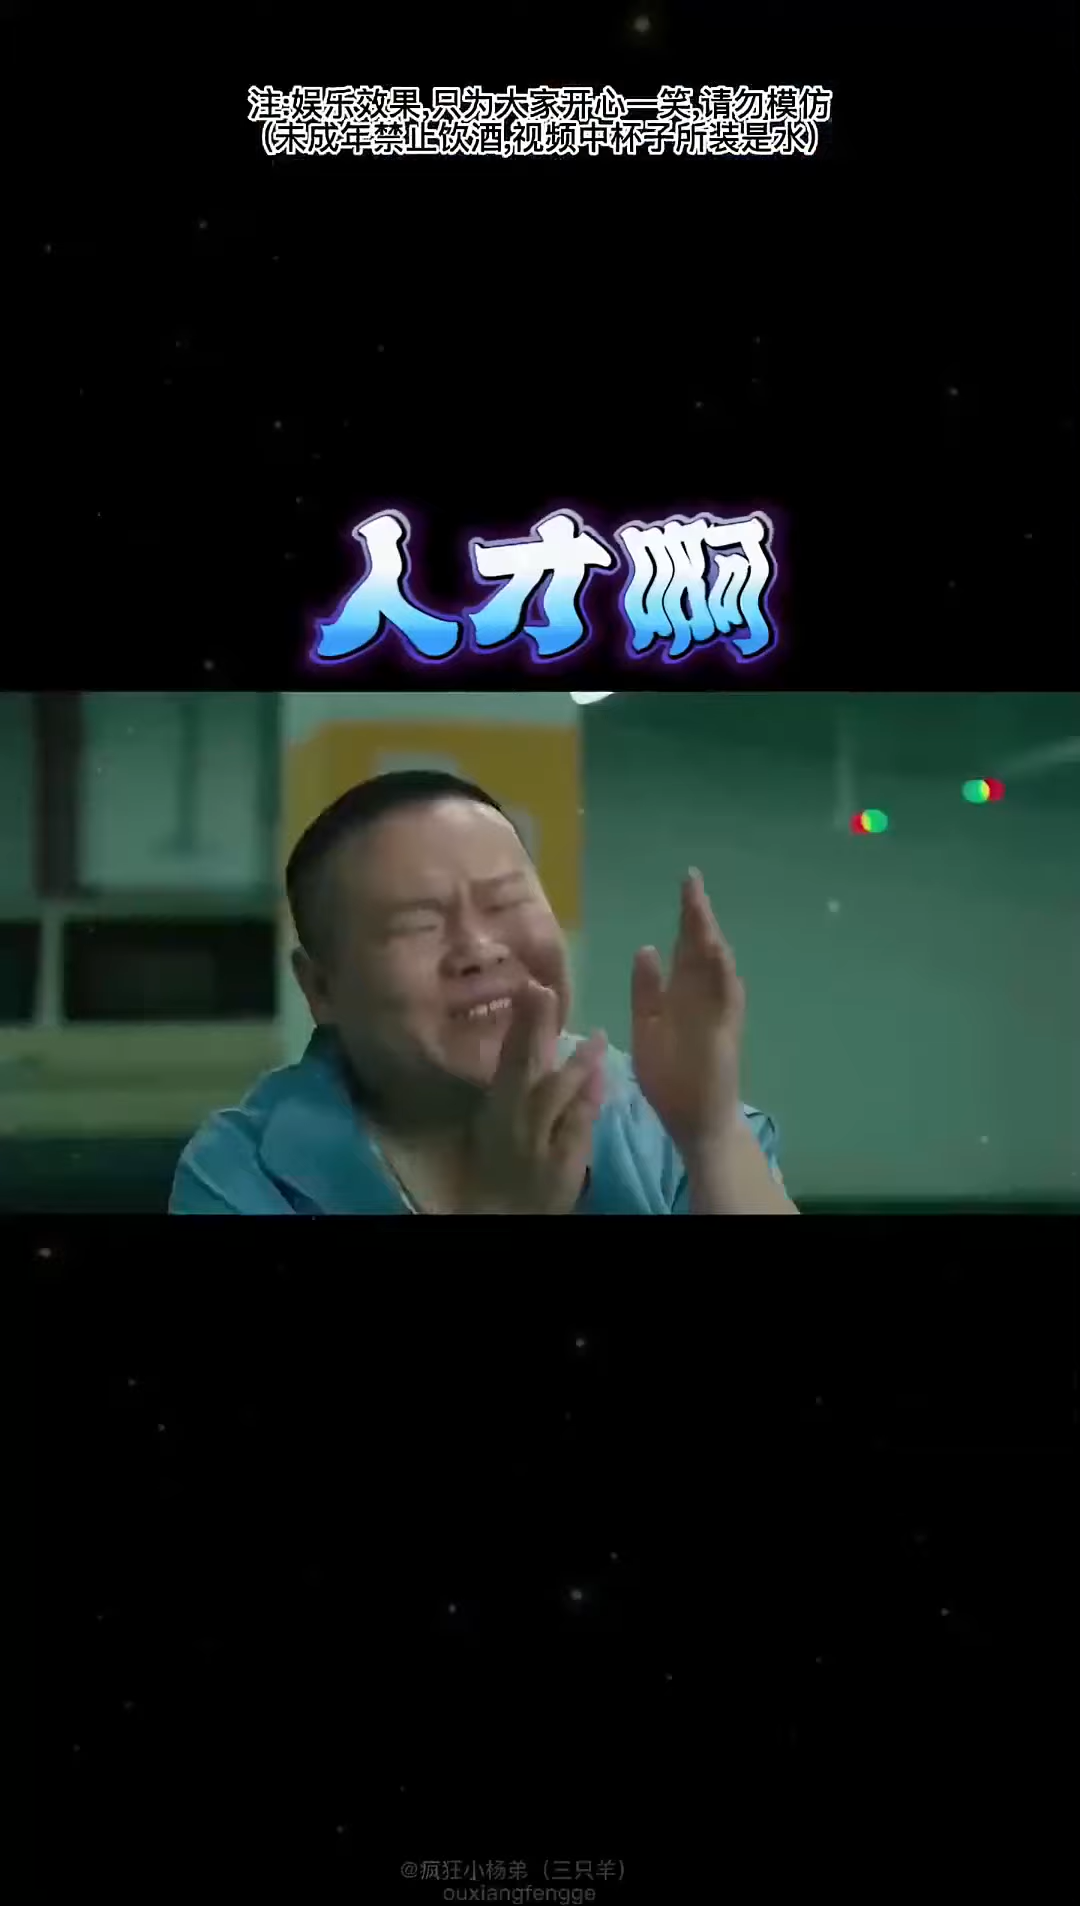 注:娱乐效果,只为大家开心一笑,请勿模仿
（未成年禁止饮酒,视频中杯子所装是水）
人才啊
@疯狂小杨弟（三只羊）
ouxiangfengge